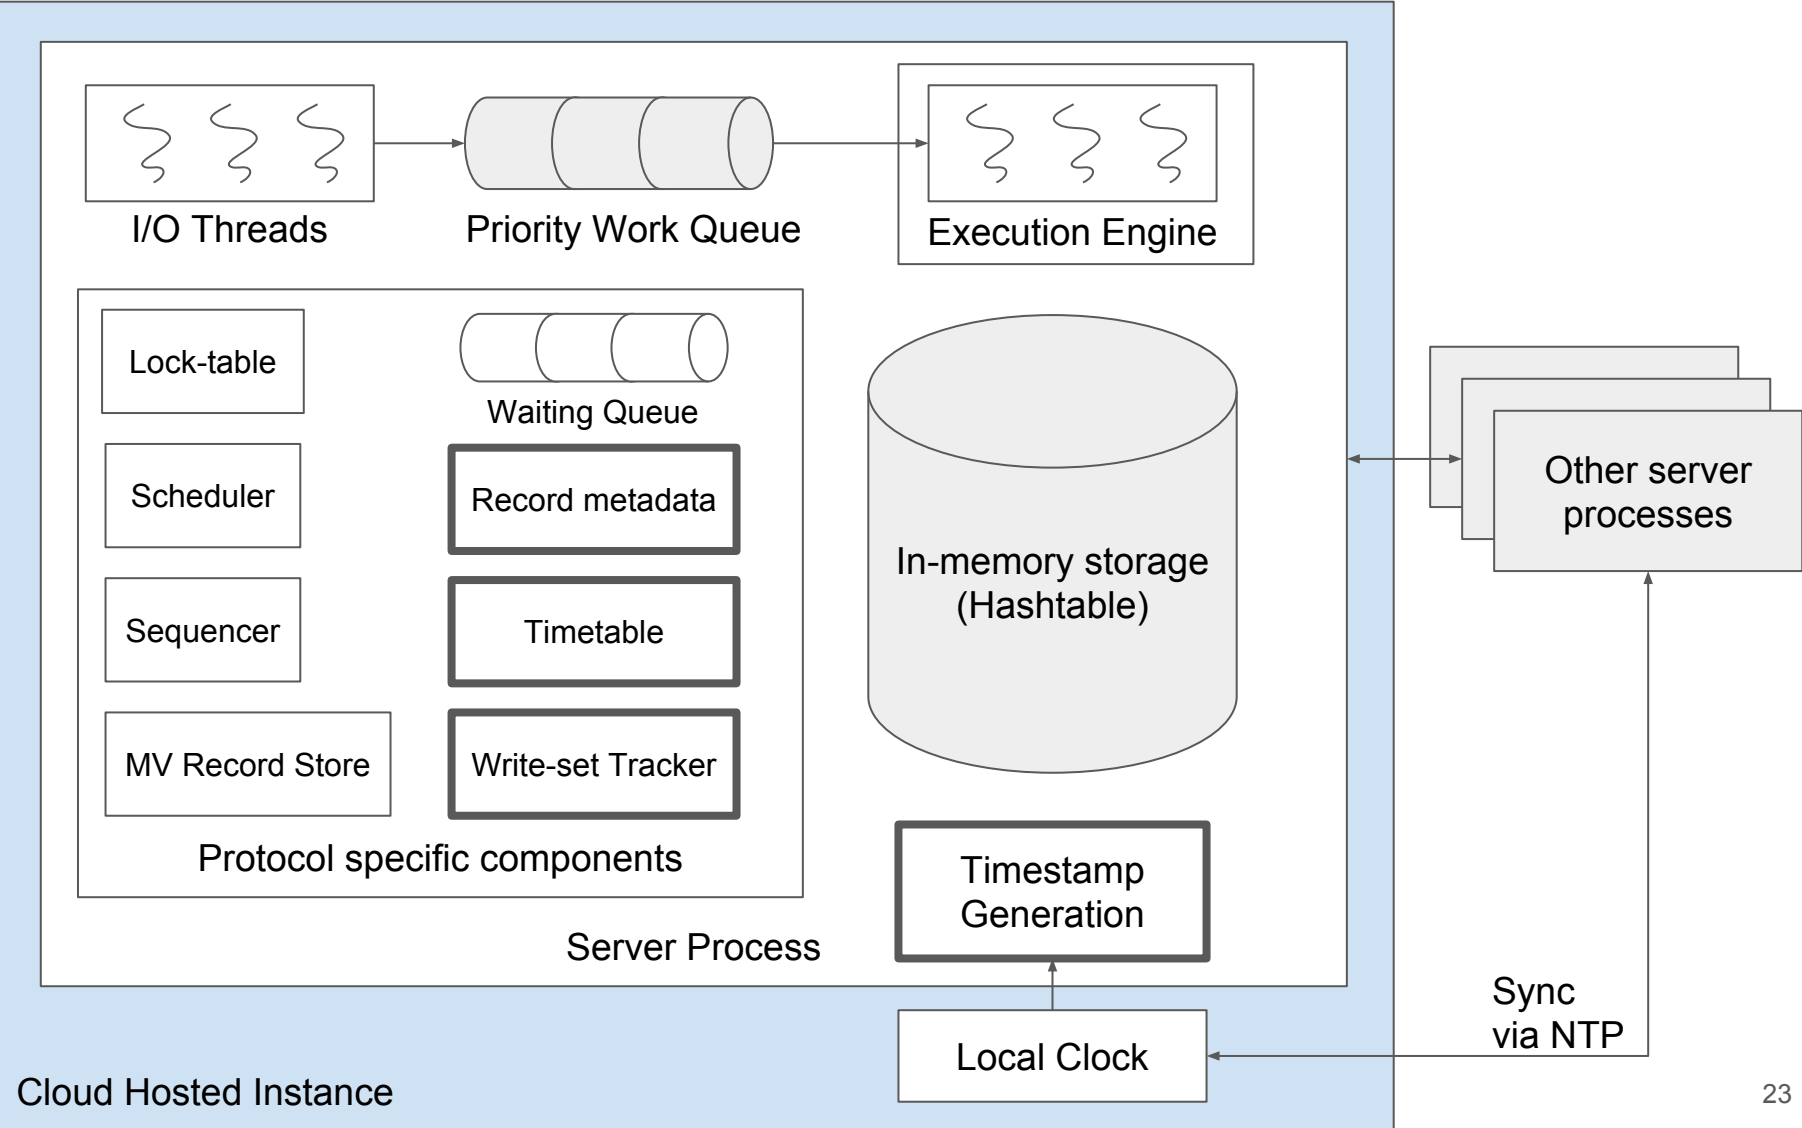 I/O Threads
Priority Work Queue
Execution Engine
Lock-table
Waiting Queue
Scheduler
Record metadata
Sequencer
Timetable
MV Record Store
Write-set Tracker
Protocol specific components
In-memory storage
(Hashtable)
Other server
processes
Timestamp
Generation
Server Process
Sync
via NTP
Local Clock
Cloud Hosted Instance
23